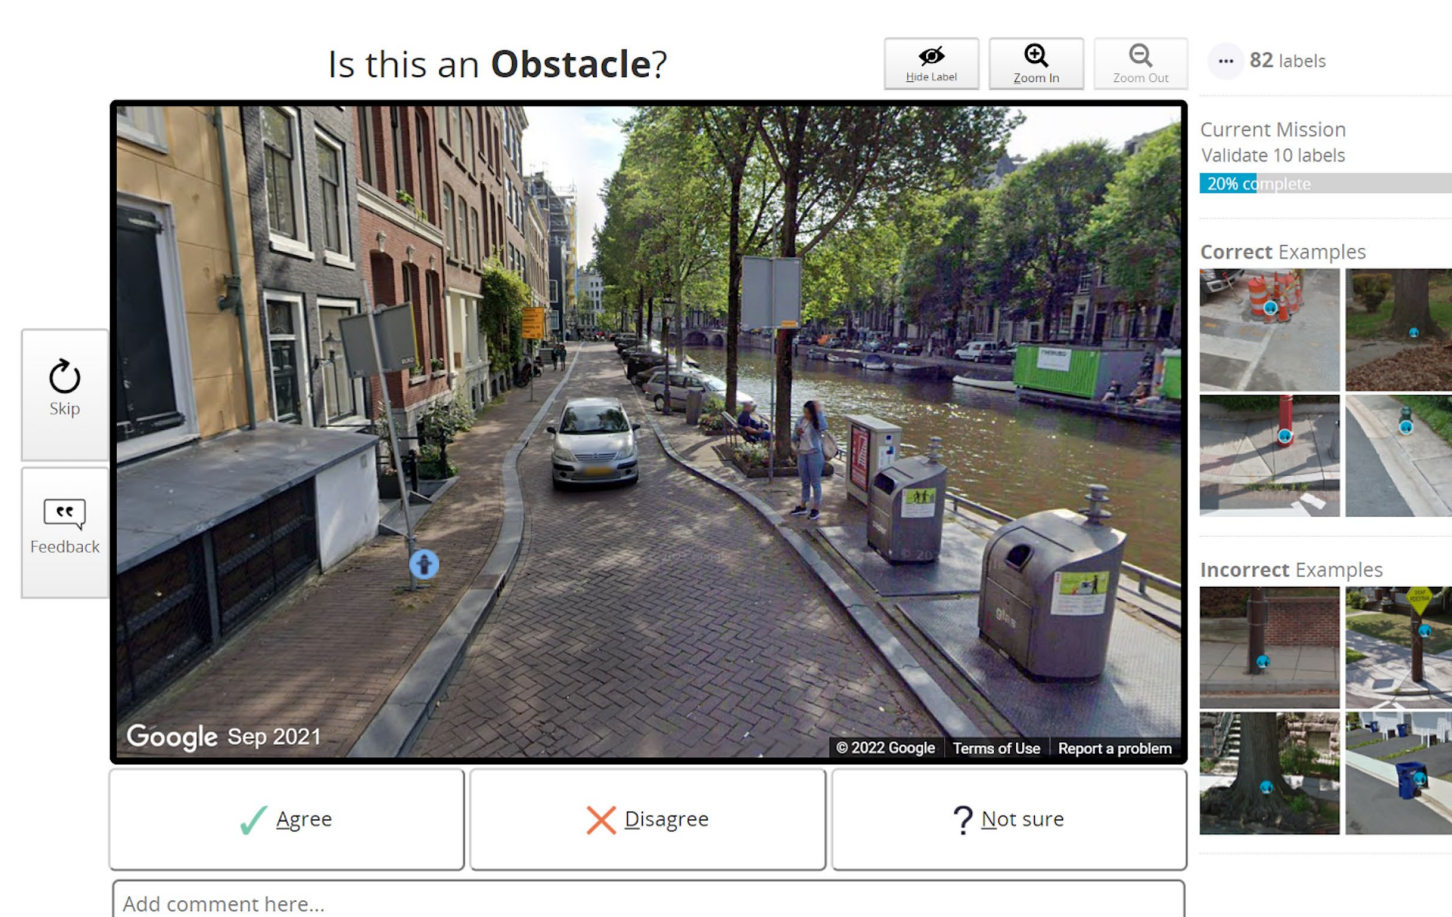 Is this an Obstacle?
Hide Label
Zoom In
Zoom Out
82 labels
Current Mission
Validate 10 labels
20% complete
Correct Examples
Skip
Feedback
glas
Google Sep 2021
© 2022 Google
Terms of Use
Report a problem
Incorrect Examples
Agree
Disagree
Not sure
Add comment here...